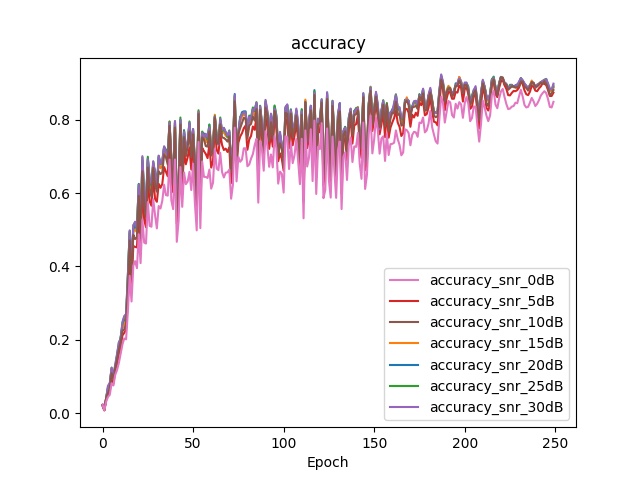 accuracy
0.8
0.6
0.4
0.2
0.0
accuracy_snr_0dB
accuracy_snr_5dB
accuracy_snr_10dB
accuracy_snr_15dB
accuracy_snr_20dB
accuracy_snr_25dB
accuracy_snr_30dB
0 50 100 150 200 250
Epoch